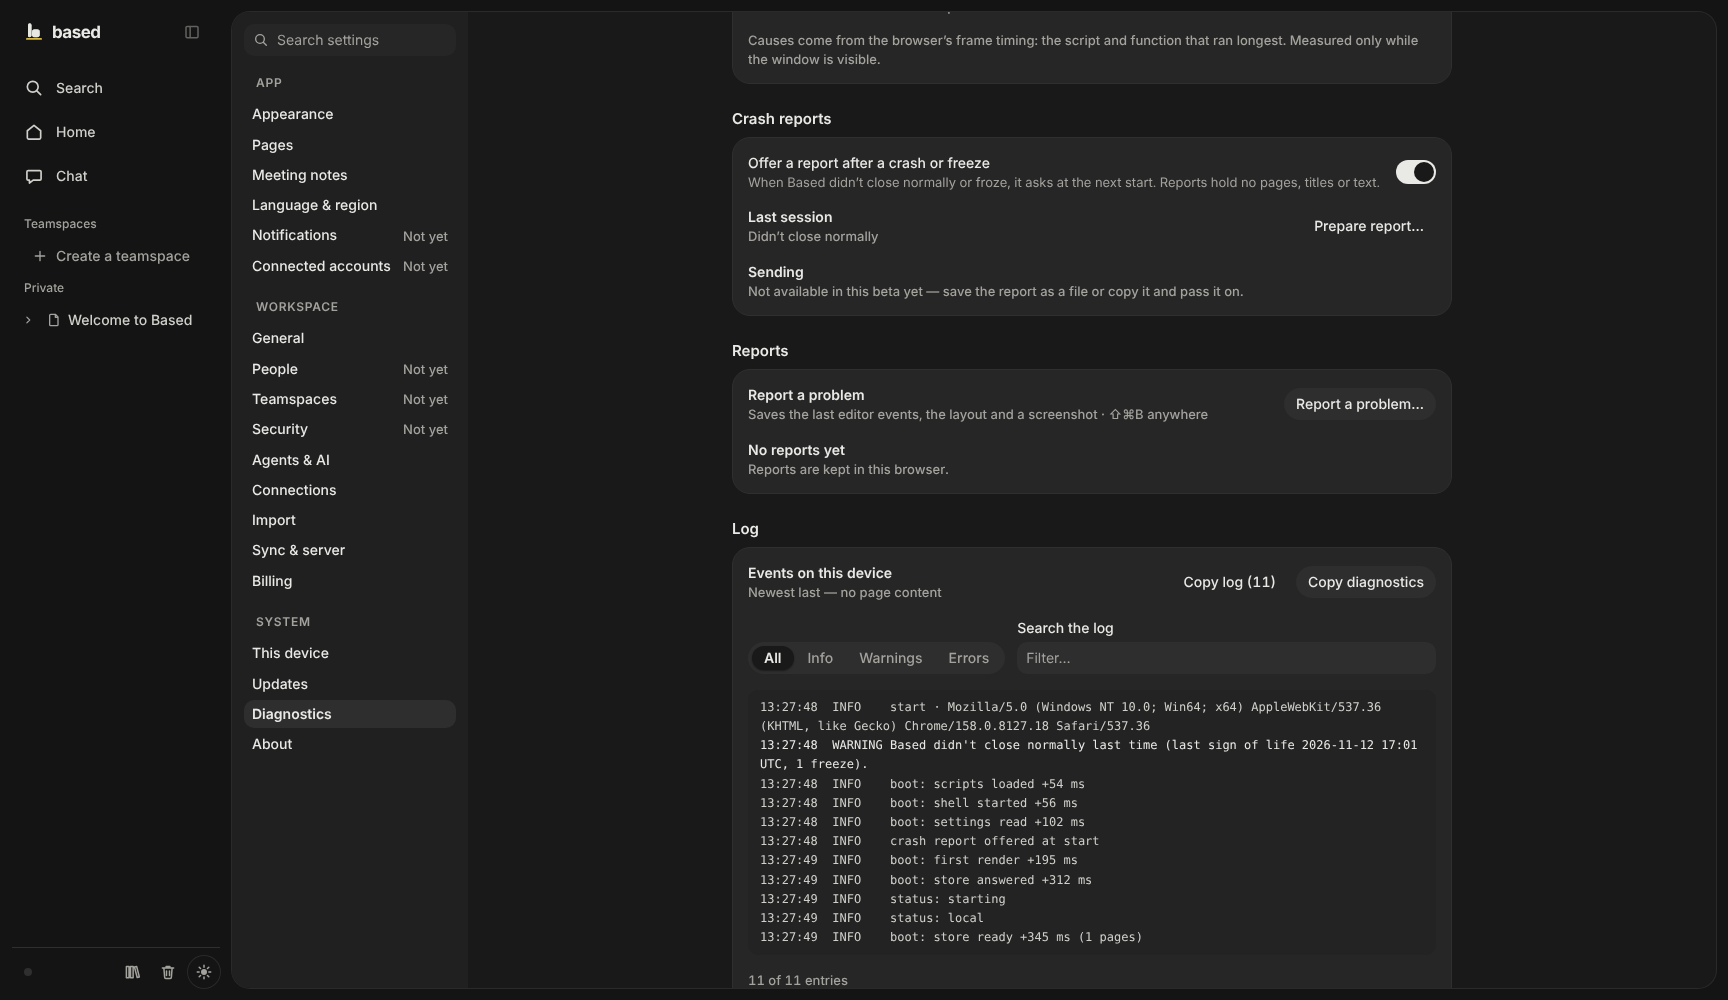 based
Search
Home
Chat
Teamspaces
Create a teamspace
Private
Welcome to Based
Search settings
APP
Appearance
Pages
Meeting notes
Language & region
Notifications Not yet
Connected accounts Not yet
WORKSPACE
General
People Not yet
Teamspaces Not yet
Security Not yet
Agents & AI
Connections
Import
Sync & server
Billing
SYSTEM
This device
Updates
Diagnostics
About
Causes come from the browser’s frame timing: the script and function that ran longest. Measured only while
the window is visible.
Crash reports
Offer a report after a crash or freeze
When Based didn’t close normally or froze, it asks at the next start. Reports hold no pages, titles or text.
Last session
Didn’t close normally
Prepare report…
Sending
Not available in this beta yet — save the report as a file or copy it and pass it on.
Reports
Report a problem
Saves the last editor events, the layout and a screenshot · ⇧⌘B anywhere
Report a problem…
No reports yet
Reports are kept in this browser.
Log
Events on this device
Newest last — no page content
Copy log (11) Copy diagnostics
Search the log
All Info Warnings Errors Filter…
13:27:48 INFO start · Mozilla/5.0 (Windows NT 10.0; Win64; x64) AppleWebKit/537.36
(KHTML, like Gecko) Chrome/158.0.8127.18 Safari/537.36
13:27:48 WARNING Based didn't close normally last time (last sign of life 2026-11-12 17:01
UTC, 1 freeze).
13:27:48 INFO boot: scripts loaded +54 ms
13:27:48 INFO boot: shell started +56 ms
13:27:48 INFO boot: settings read +102 ms
13:27:48 INFO crash report offered at start
13:27:49 INFO boot: first render +195 ms
13:27:49 INFO boot: store answered +312 ms
13:27:49 INFO status: starting
13:27:49 INFO status: local
13:27:49 INFO boot: store ready +345 ms (1 pages)
11 of 11 entries